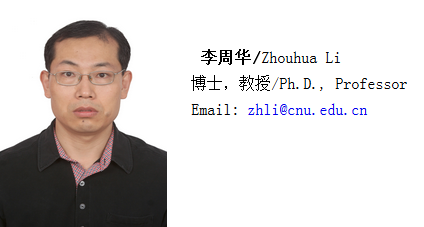 李周华/Zhouhua Li
博士，教授/Ph.D., Professor
Email: zhli@cnu.edu.cn